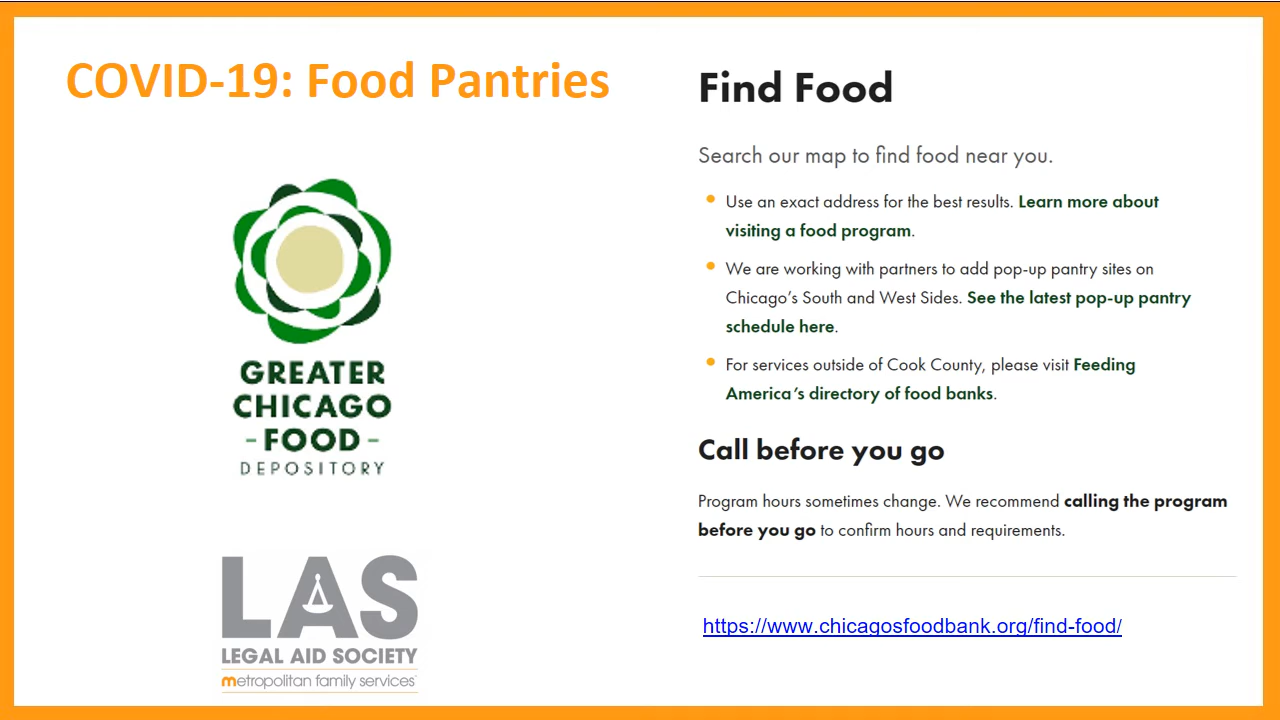 COVID-19: Food Pantries
GREATER
CHICAGO
-FOOD-
DEPOSITORY
LAS
LEGAL AID SOCIETY
metropolitan family services
Find Food
Search our map to find food near you.
• Use an exact address for the best results. Learn more about
visiting a food program.
• We are working with partners to add pop-up pantry sites on
Chicago's South and West Sides. See the latest pop-up pantry
schedule here.
• For services outside of Cook County, please visit Feeding
America's directory of food banks.
Call before you go
Program hours sometimes change. We recommend calling the program
before you go to confirm hours and requirements.
https://www.chicagosfoodbank.org/find-food/